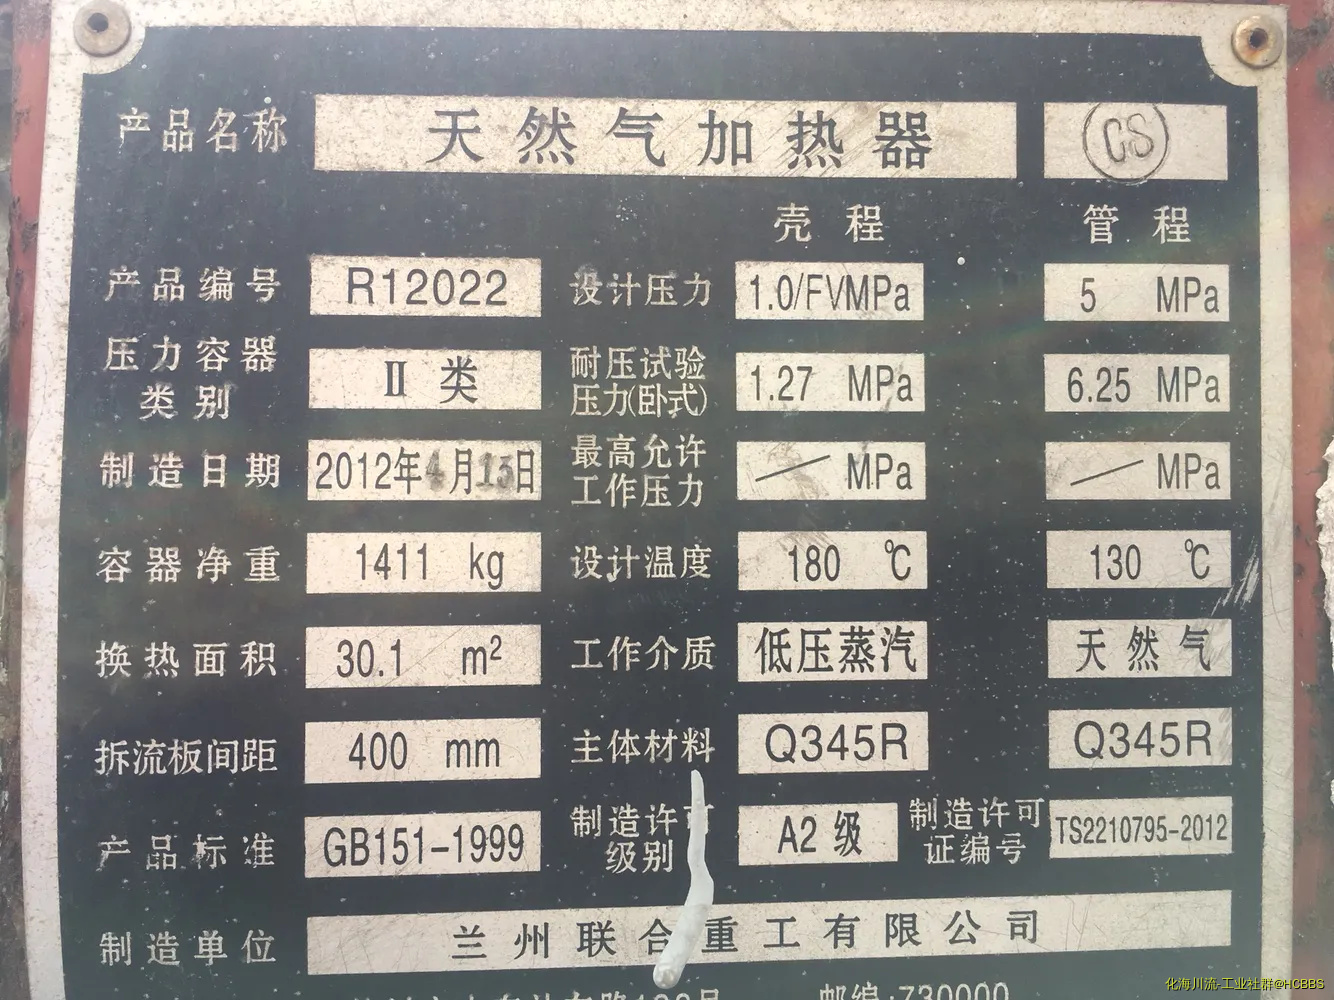 产品名称 天然气加热器 CS
壳程 管程
产品编号 R12022 设计压力 1.0/FVMPa 5 MPa
压力容器类别 Ⅱ类 耐压试验压力(卧式) 1.27 MPa 6.25 MPa
制造日期 2012年4月13日 最高允许工作压力 — MPa — MPa
容器净重 1411 kg 设计温度 180 ℃ 130 ℃
换热面积 30.1 m² 工作介质 低压蒸汽 天然气
拆流板间距 400 mm 主体材料 Q345R Q345R
产品标准 GB151-1999 制造许可级别 A2级 制造许可证编号 TS2210795-2012
制造单位 兰州联合重工有限公司
邮编:730000
化海川流-工业社群@HCBBS